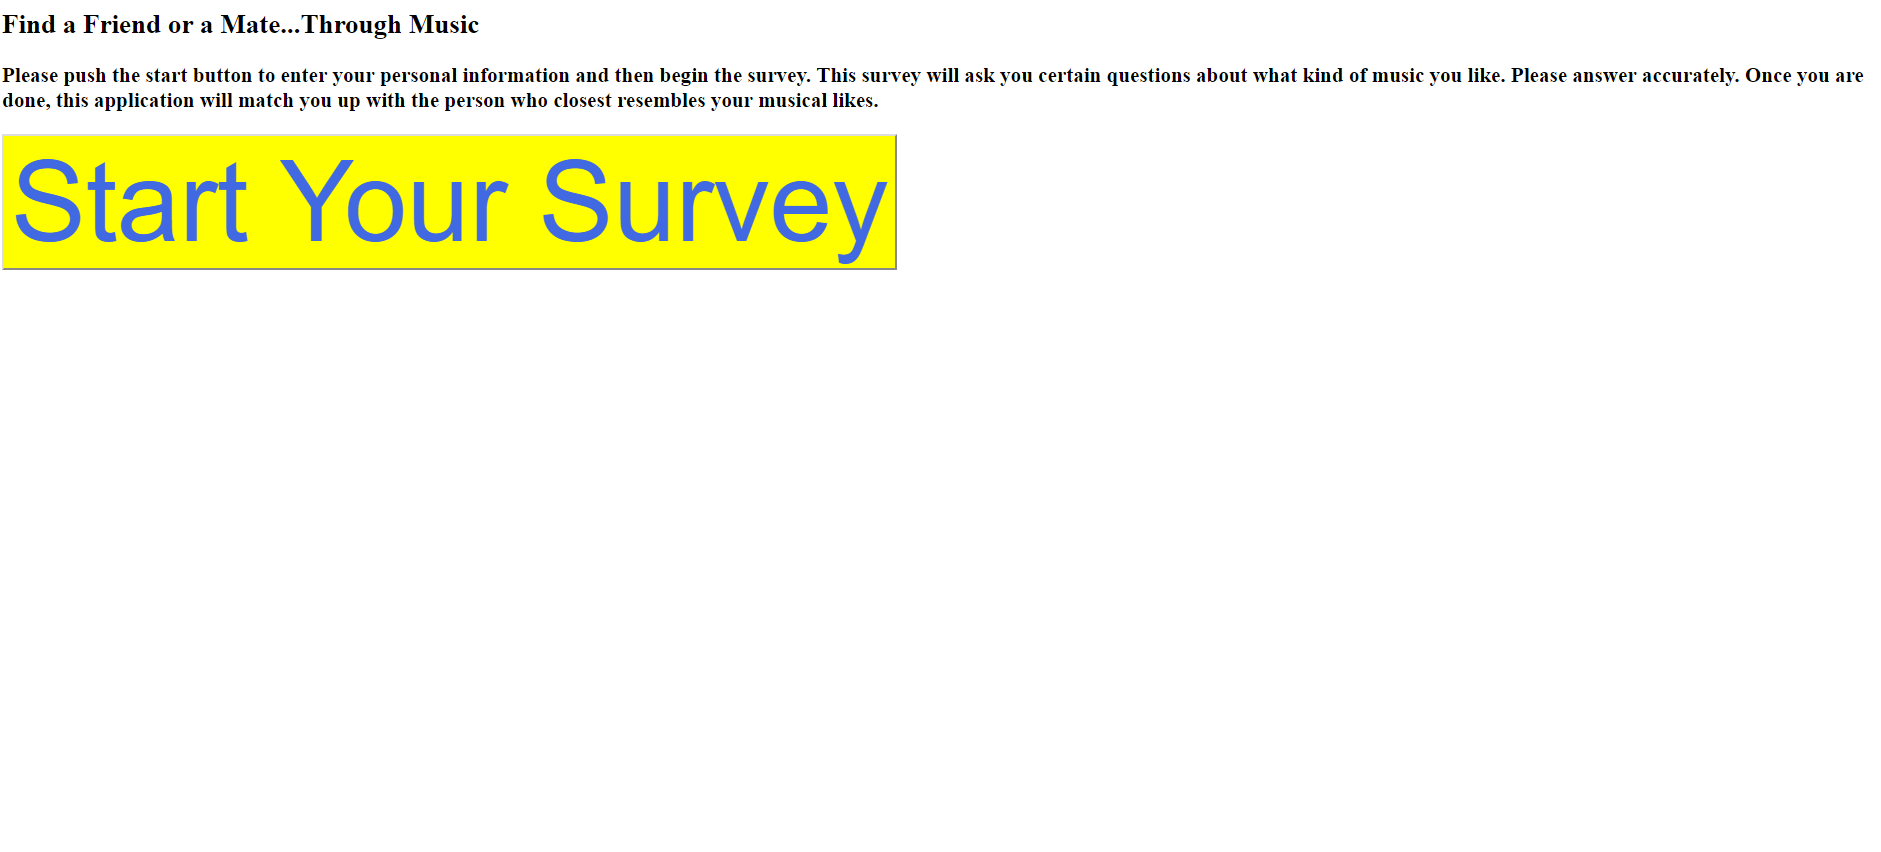 Find a Friend or a Mate...Through Music
Please push the start button to enter your personal information and then begin the survey. This survey will ask you certain questions about what kind of music you like. Please answer accurately. Once you are
done, this application will match you up with the person who closest resembles your musical likes.
Start Your Survey